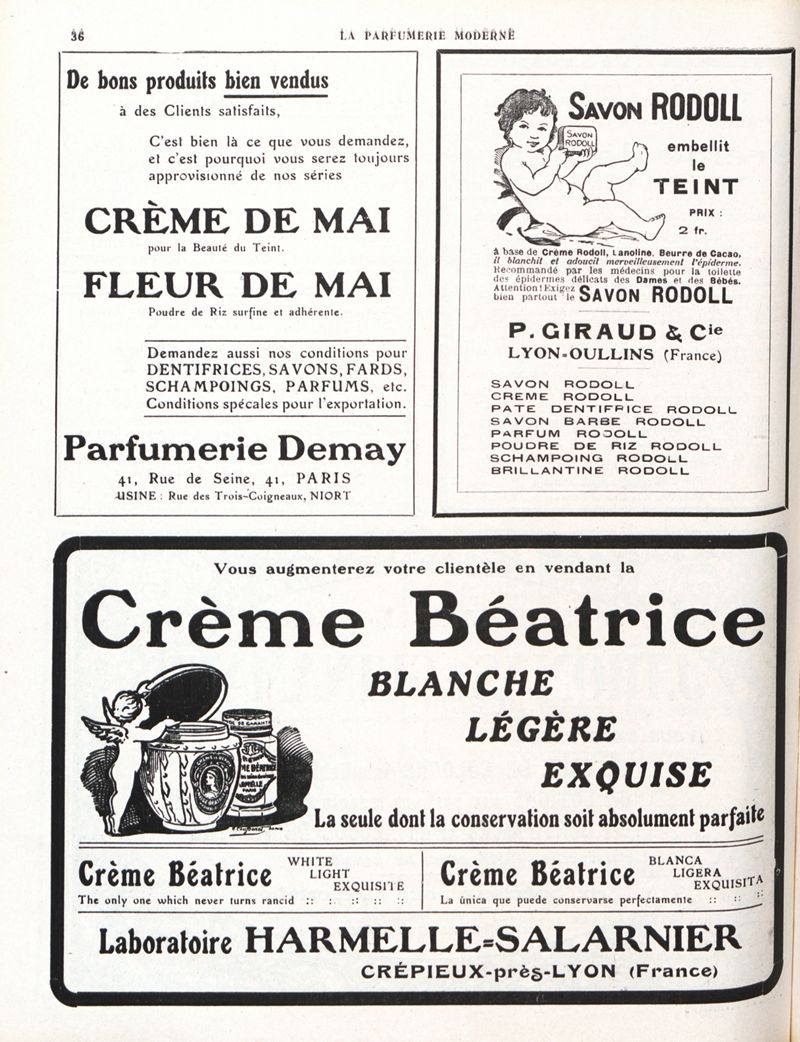 36
LA PARFUMERIE MODERNE
De bons produits bien vendus
à des Clients satisfaits,
C'est bien là ce que vous demandez,
et c'est pourquoi vous serez toujours
approvisionné de nos séries
CRÈME DE MAI
pour la Beauté du Teint.
FLEUR DE MAI
Poudre de Riz surfine et adhérente.
Demandez aussi nos conditions pour
DENTIFRICES, SAVONS, FARDS,
SCHAMPOINGS, PARFUMS, etc.
Conditions spécales pour l'exportation.
Parfumerie Demay
41, Rue de Seine, 41, PARIS
USINE : Rue des Trois-Coigneaux, NIORT
SAVON RODOLL
SAVON
RODOLL
embellit
le
TEINT
PRIX :
2 fr.
à base de Crème Rodoll, Lanoline, Beurre de Cacao,
il blanchit et adoucit merveilleusement l'épiderme.
Recommandé par les médecins pour la toilette
des épidermes délicats des Dames et des Bébés.
Attention! Exigez
bien partout le SAVON RODOLL
P. GIRAUD & Cie
LYON-OULLINS (France)
SAVON RODOLL
CREME RODOLL
PATE DENTIFRICE RODOLL
SAVON BARBE RODOLL
PARFUM RODOLL
POUDRE DE RIZ RODOLL
SCHAMPOING RODOLL
BRILLANTINE RODOLL
Vous augmenterez votre clientèle en vendant la
Crème Béatrice
BLANCHE
LÉGÈRE
EXQUISE
La seule dont la conservation soit absolument parfaite
Crème Béatrice WHITE
LIGHT
EXQUISITE
The only one which never turns rancid :: :. :: :: ::
Crème Béatrice BLANCA
LIGERA
EXQUISITA
La ùnica que puede conservarse perfectamente :: :: ::
Laboratoire HARMELLE=SALARNIER
CRÉPIEUX-près-LYON (France)